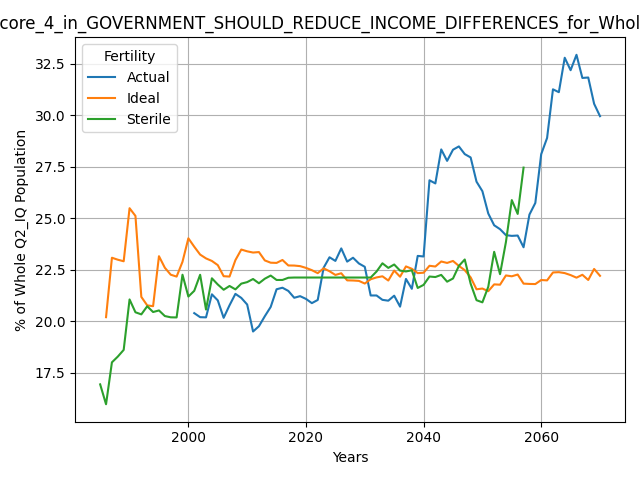 core_4_in_GOVERNMENT_SHOULD_REDUCE_INCOME_DIFFERENCES_for_Whol
Fertility
Actual
Ideal
Sterile
32.5
30.0
27.5
25.0
22.5
20.0
17.5
% of Whole Q2_IQ Population
2000
2020
2040
2060
Years